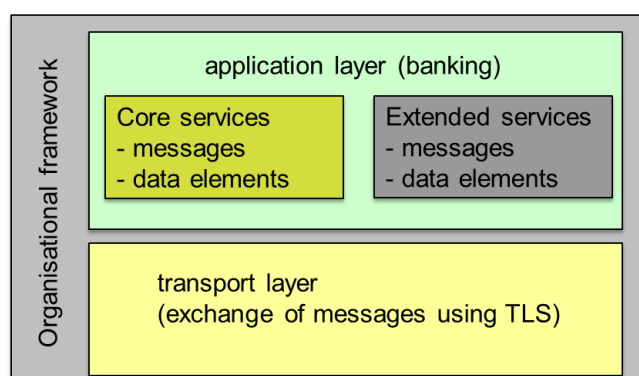 Organisational framework
application layer (banking)
Core services
- messages
- data elements
Extended services
- messages
- data elements
transport layer
(exchange of messages using TLS)